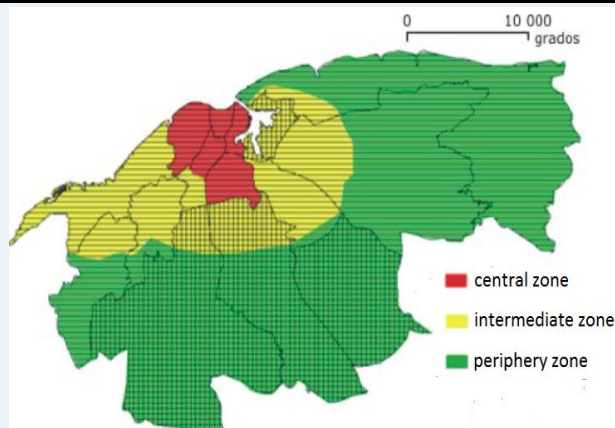 0 10 000
grados
central zone
intermediate zone
periphery zone